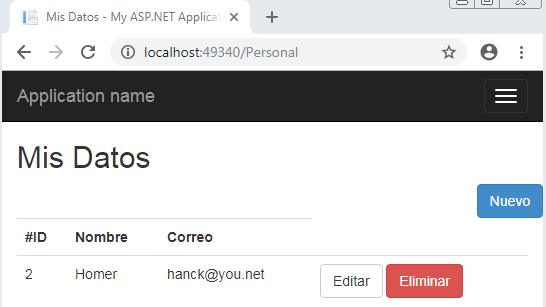 Mis Datos - My ASP.NET Applicat
localhost:49340/Personal
Application name
Mis Datos
Nuevo
#ID Nombre Correo
2 Homer hanck@you.net Editar Eliminar